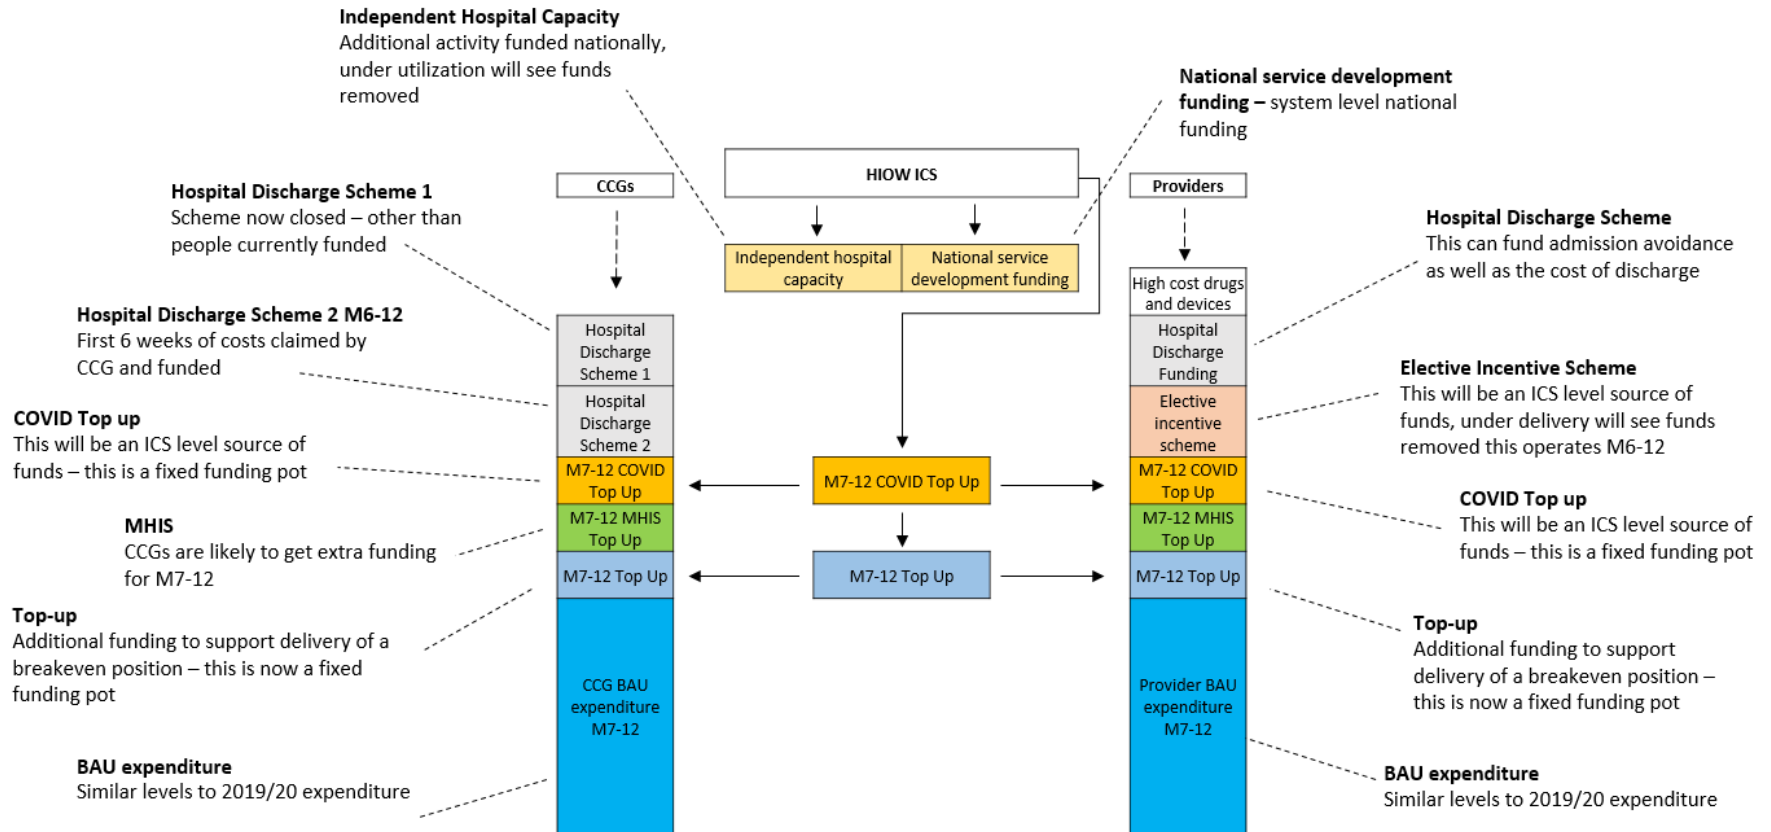 Independent Hospital Capacity
Additional activity funded nationally,
under utilization will see funds
removed
National service development
funding – system level national
funding
HIOW ICS
CCGs
Providers
Independent hospital
capacity
National service
development funding
Hospital Discharge Scheme 1
Scheme now closed – other than
people currently funded
Hospital Discharge Scheme 2 M6-12
First 6 weeks of costs claimed by
CCG and funded
COVID Top up
This will be an ICS level source of
funds – this is a fixed funding pot
MHIS
CCGs are likely to get extra funding
for M7-12
Top-up
Additional funding to support delivery of a
breakeven position – this is now a fixed
funding pot
BAU expenditure
Similar levels to 2019/20 expenditure
Hospital
Discharge
Scheme 1
Hospital
Discharge
Scheme 2
M7-12 COVID
Top Up
M7-12 MHIS
Top Up
M7-12 Top Up
CCG BAU
expenditure
M7-12
M7-12 COVID Top Up
M7-12 Top Up
High cost drugs
and devices
Hospital
Discharge
Funding
Elective
incentive
scheme
M7-12 COVID
Top Up
M7-12 MHIS
Top Up
M7-12 Top Up
Provider BAU
expenditure
M7-12
Hospital Discharge Scheme
This can fund admission avoidance
as well as the cost of discharge
Elective Incentive Scheme
This will be an ICS level source of
funds, under delivery will see funds
removed this operates M6-12
COVID Top up
This will be an ICS level source of
funds – this is a fixed funding pot
Top-up
Additional funding to support
delivery of a breakeven position –
this is now a fixed funding pot
BAU expenditure
Similar levels to 2019/20 expenditure